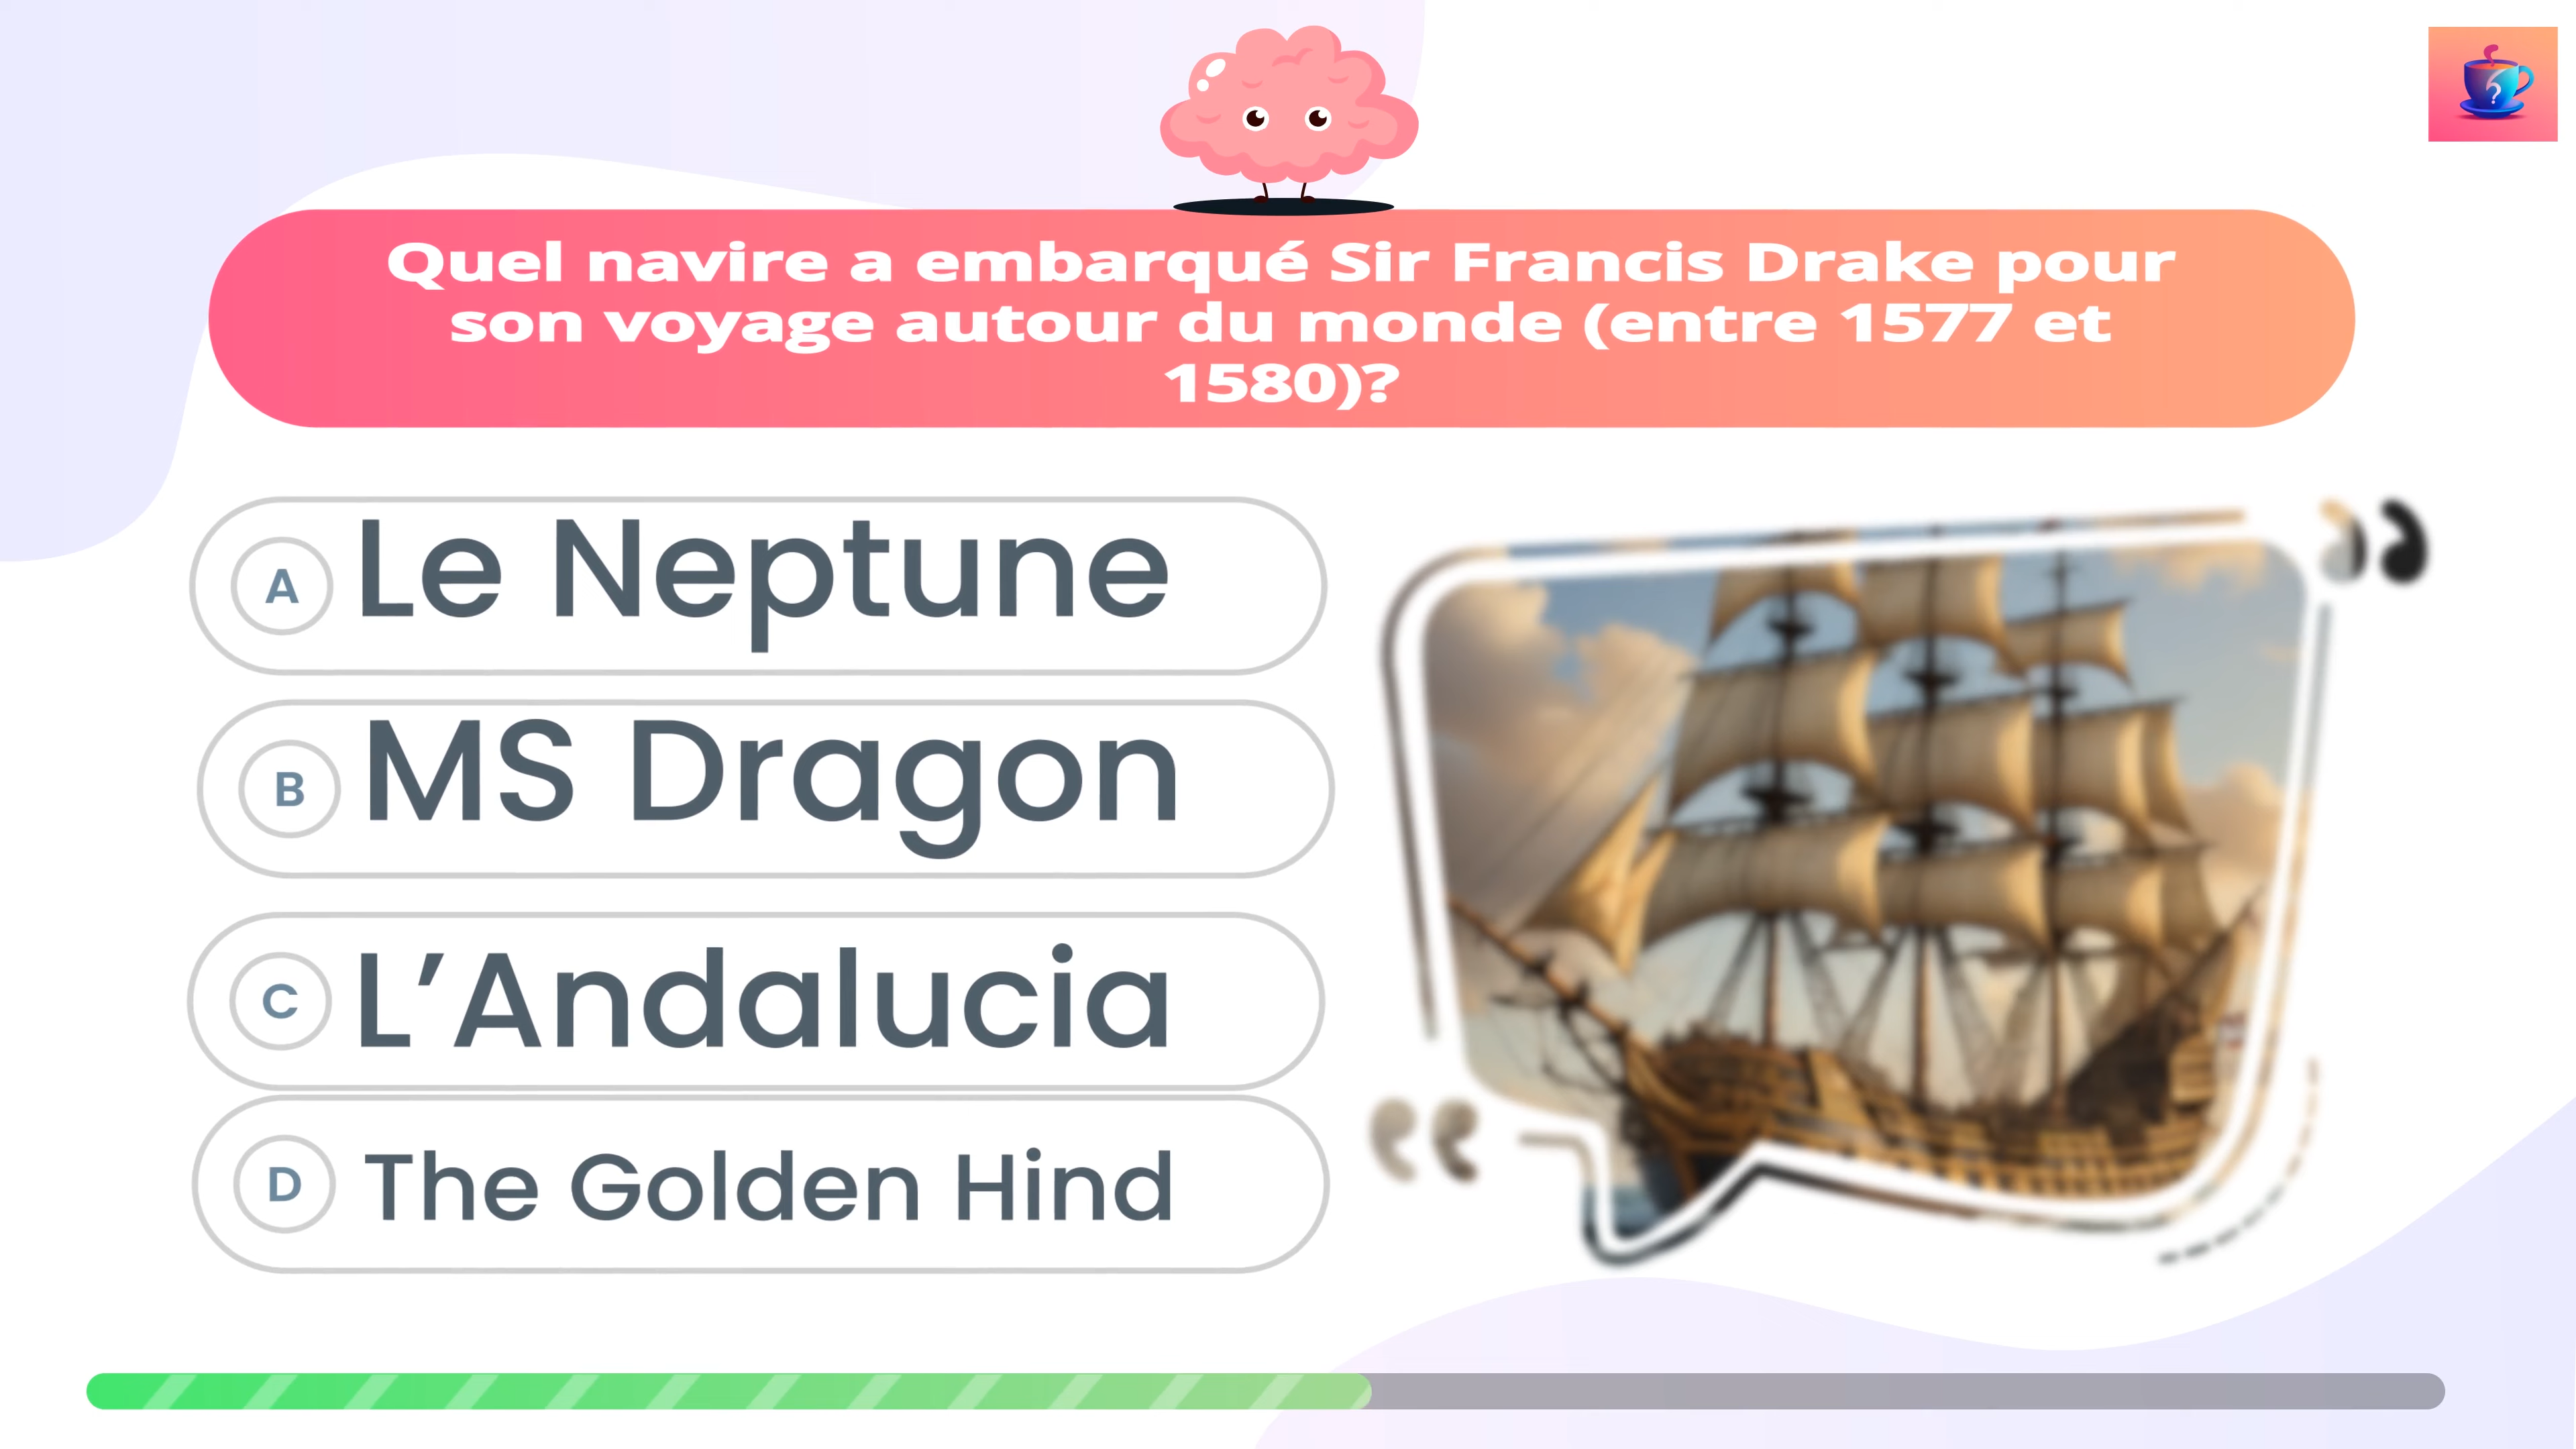 Quel navire a embarqué Sir Francis Drake pour
son voyage autour du monde (entre 1577 et
1580)?
A Le Neptune
B MS Dragon
C L’Andalucia
D The Golden Hind